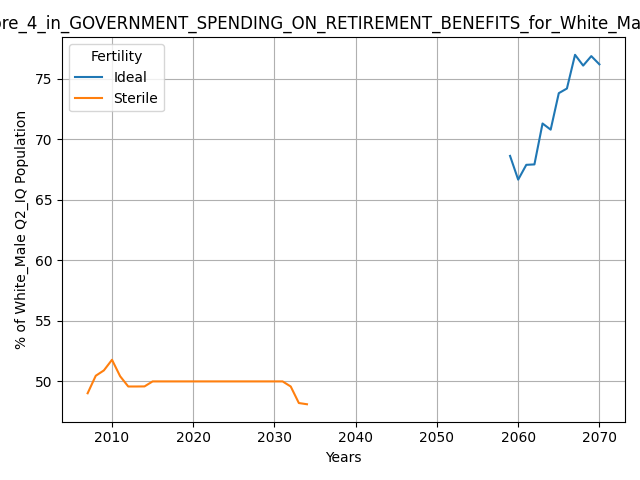 ore_4_in_GOVERNMENT_SPENDING_ON_RETIREMENT_BENEFITS_for_White_Ma
Fertility
Ideal
Sterile
% of White_Male Q2_IQ Population
75
70
65
60
55
50
2010 2020 2030 2040 2050 2060 2070
Years